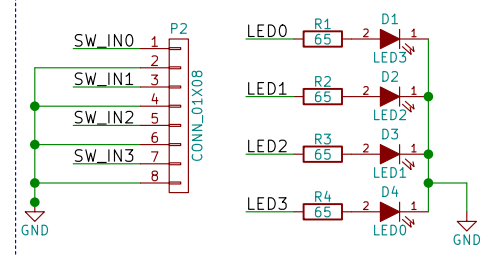 P2
SW_IN0 1
2
SW_IN1 3
4
SW_IN2 5
6
SW_IN3 7
8
CONN_01X08
GND
LED0 R1 65 2 D1 1 LED3
LED1 R2 65 2 D2 1 LED2
LED2 R3 65 2 D3 1 LED1
LED3 R4 65 2 D4 1 LED0
GND